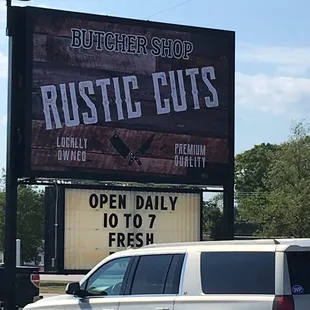 BUTCHER SHOP
RUSTIC CUTS
LOCALLY OWNED
PREMIUM QUALITY
OPEN DAILY
10 TO 7
FRESH